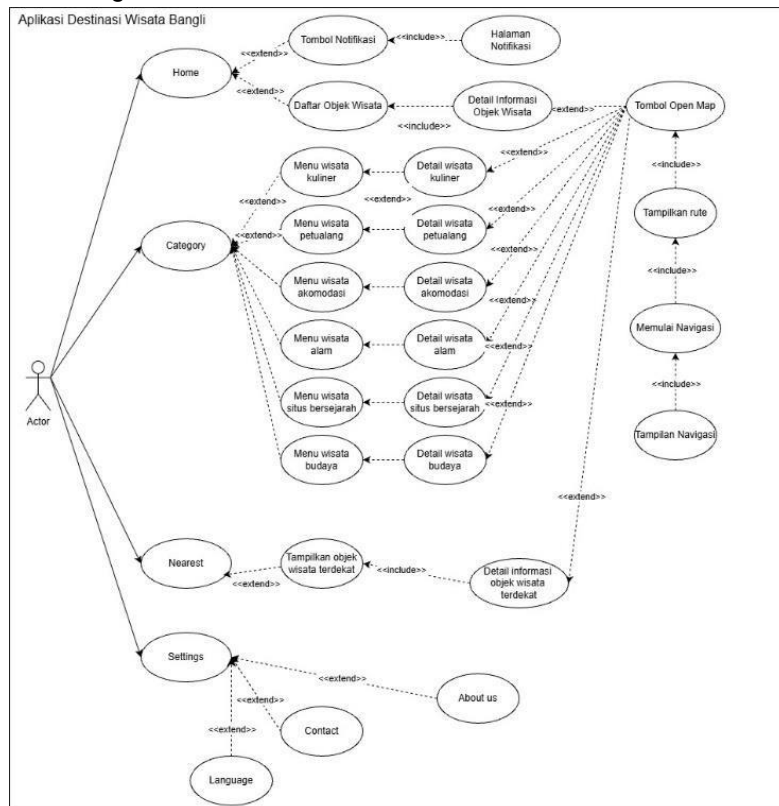 Aplikasi Destinasi Wisata Bangli
Home
<<extend>>
Tombol Notifikasi
<<include>>
Halaman
Notifikasi
<<extend>>
Daftar Objek Wisata
<<include>>
Detail Informasi
Objek Wisata
<<extend>>
Tombol Open Map
<<include>>
Tampilkan rute
<<include>>
Memulai Navigasi
<<include>>
Tampilan Navigasi
Category
<<extend>>
<<extend>>
Menu wisata
kuliner
<<extend>>
Detail wisata
kuliner
<<extend>>
Menu wisata
petualang
<<extend>>
Detail wisata
petualang
<<extend>>
Menu wisata
akomodasi
Detail wisata
akomodasi
<<extend>>
Menu wisata
alam
Detail wisata
alam
<<extend>>
Menu wisata
situs bersejarah
Detail wisata
situs bersejarah
<<extend>>
Menu wisata
budaya
Detail wisata
budaya
<<extend>>
Actor
<<extend>>
Nearest
<<extend>>
Tampilkan objek
wisata terdekat
<<include>>
Detail informasi
objek wisata
terdekat
Settings
<<extend>>
About us
<<extend>>
Contact
<<extend>>
Language